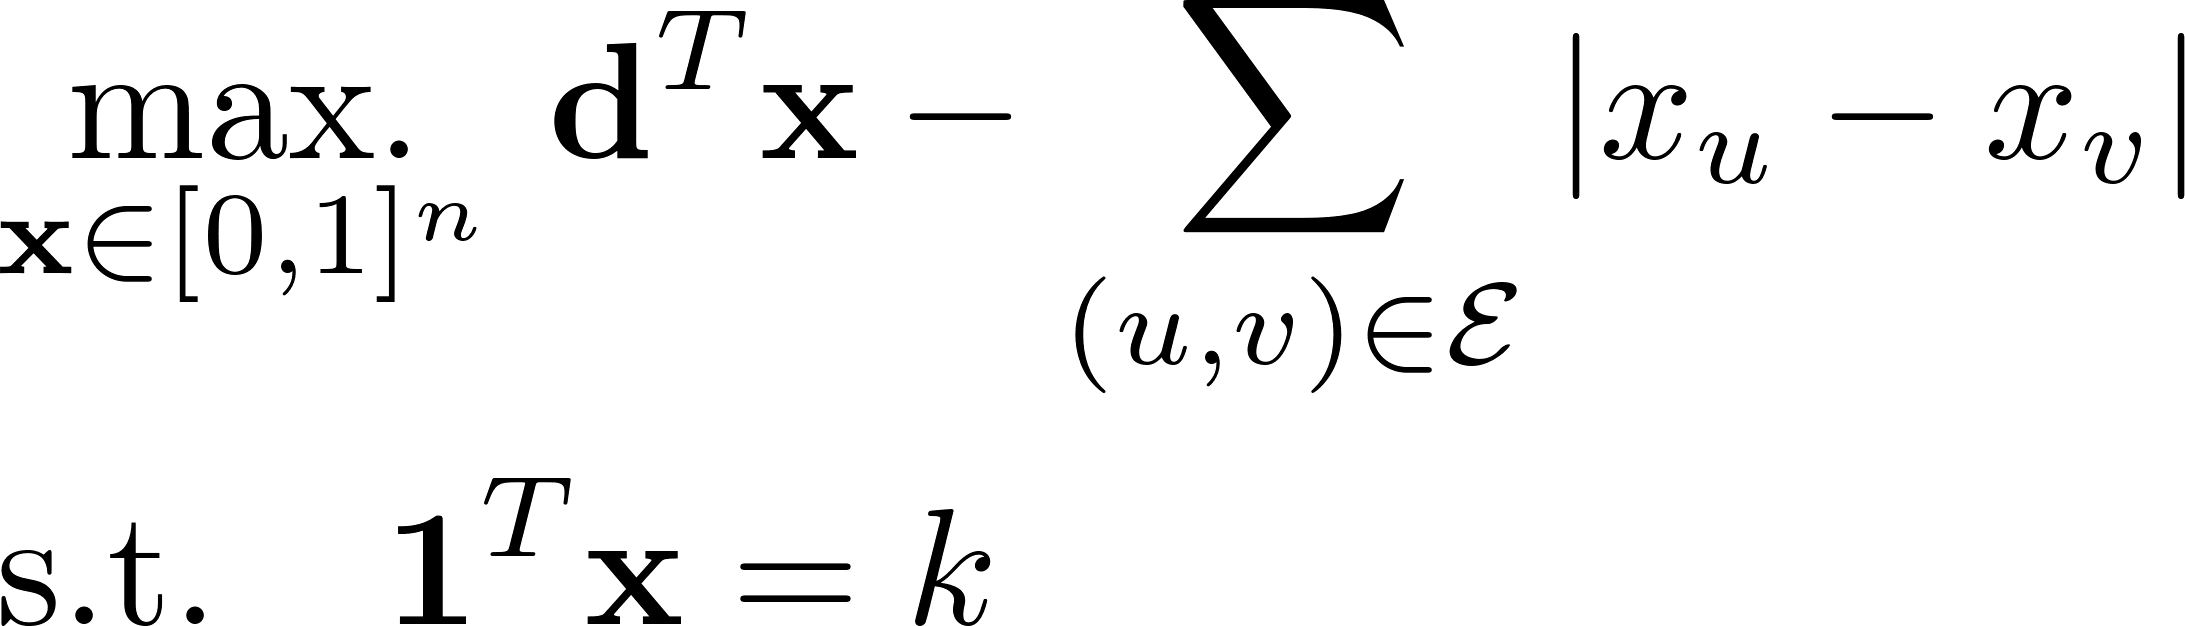 max. 𝐱∈[0,1]ⁿ 𝐝ᵀ𝐱 − ∑ (u,v)∈ℰ |xᵤ − xᵥ|
s.t. 𝟏ᵀ𝐱 = k